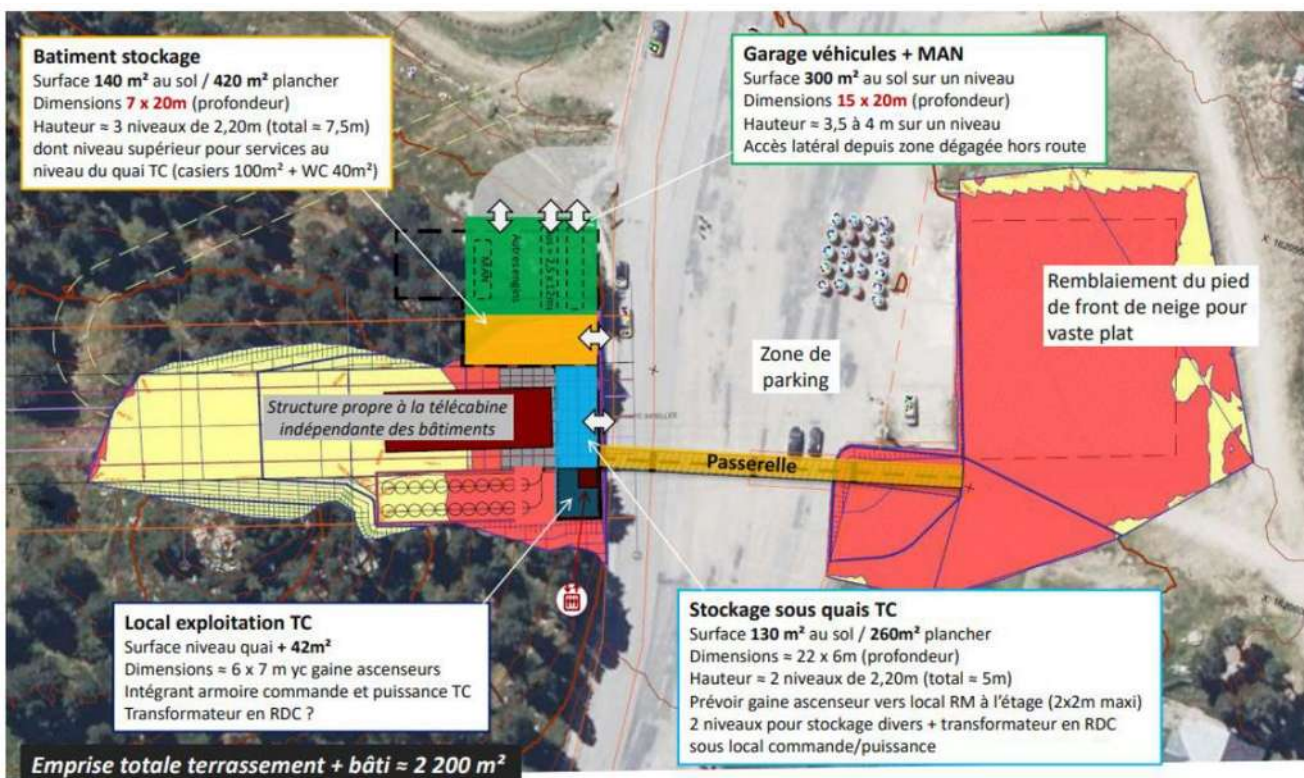 Batiment stockage
Surface 140 m² au sol / 420 m² plancher
Dimensions 7 x 20m (profondeur)
Hauteur ≈ 3 niveaux de 2,20m (total ≈ 7,5m)
dont niveau supérieur pour services au
niveau du quai TC (casiers 100m² + WC 40m²)
Garage véhicules + MAN
Surface 300 m² au sol sur un niveau
Dimensions 15 x 20m (profondeur)
Hauteur ≈ 3,5 à 4 m sur un niveau
Accès latéral depuis zone dégagée hors route
Remblaiement du pied
de front de neige pour
vaste plat
Zone de
parking
Structure propre à la télécabine
indépendante des bâtiments
Passerelle
Local exploitation TC
Surface niveau quai + 42m²
Dimensions ≈ 6 x 7 m yc gaine ascenseurs
Intégrant armoire commande et puissance TC
Transformateur en RDC ?
Stockage sous quais TC
Surface 130 m² au sol / 260m² plancher
Dimensions ≈ 22 x 6m (profondeur)
Hauteur ≈ 2 niveaux de 2,20m (total ≈ 5m)
Prévoir gaine ascenseur vers local RM à l'étage (2x2m maxi)
2 niveaux pour stockage divers + transformateur en RDC
sous local commande/puissance
Emprise totale terrassement + bâti ≈ 2 200 m²